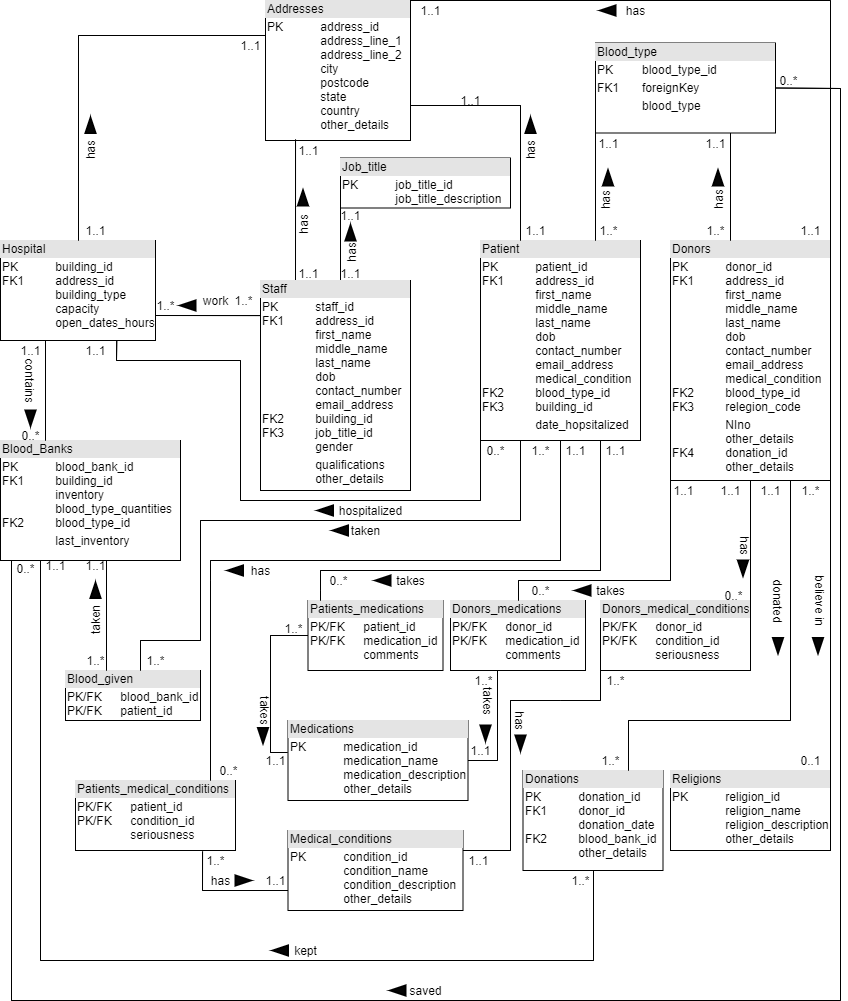 Addresses
PK address_id
address_line_1
address_line_2
city
postcode
state
country
other_details
1..1
has
1..1
1..1
Blood_type
PK blood_type_id
FK1 foreignKey
blood_type
0..*
1..1
has
has
1..1
has
1..1
Job_title
PK job_title_id
job_title_description
1..1
has
1..1
1..1
has
has
1..1
1..1
1..1
1..1
1..*
1..*
1..1
Hospital
PK building_id
FK1 address_id
building_type
capacity
open_dates_hours
1..*
work 1..*
Staff
PK staff_id
FK1 address_id
first_name
middle_name
last_name
dob
contact_number
email_address
FK2 building_id
FK3 job_title_id
gender
qualifications
other_details
Patient
PK patient_id
FK1 address_id
first_name
middle_name
last_name
dob
contact_number
email_address
medical_condition
FK2 blood_type_id
FK3 building_id
date_hopsitalized
Donors
PK donor_id
FK1 address_id
first_name
middle_name
last_name
dob
contact_number
email_address
medical_condition
FK2 blood_type_id
FK3 relegion_code
NIno
other_details
FK4 donation_id
other_details
1..1
1..1
contains
0..*
Blood_Banks
PK blood_bank_id
FK1 building_id
inventory
blood_type_quantities
FK2 blood_type_id
last_inventory
0..*
1..*
1..1
1..1
1..1
1..1
1..1
1..*
hospitalized
taken
has
0..*
1..1
1..1
taken
0..*
takes
0..*
takes
has
0..*
donated
believe in
Patients_medications
PK/FK patient_id
PK/FK medication_id
comments
Donors_medications
PK/FK donor_id
PK/FK medication_id
comments
Donors_medical_conditions
PK/FK donor_id
PK/FK condition_id
seriousness
1..*
1..*
1..*
Blood_given
PK/FK blood_bank_id
PK/FK patient_id
1..*
takes
1..1
1..*
takes
1..1
1..*
has
Medications
PK medication_id
medication_name
medication_description
other_details
0..*
Patients_medical_conditions
PK/FK patient_id
PK/FK condition_id
seriousness
1..*
has
1..1
Medical_conditions
PK condition_id
condition_name
condition_description
other_details
1..1
1..*
Donations
PK donation_id
FK1 donor_id
donation_date
FK2 blood_bank_id
other_details
1..*
0..1
Religions
PK religion_id
religion_name
religion_description
other_details
kept
saved